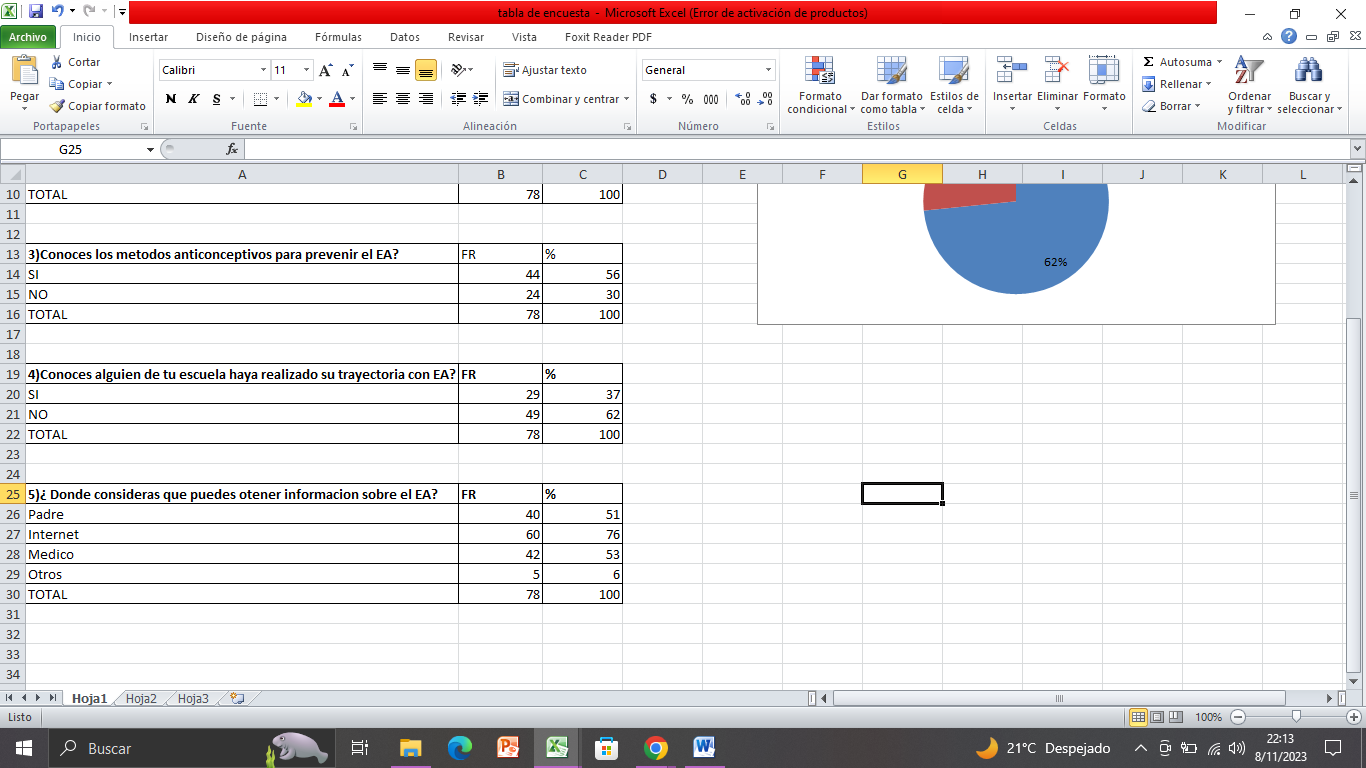 tabla de encuesta - Microsoft Excel (Error de activación de productos)
Archivo Inicio Insertar Diseño de página Fórmulas Datos Revisar Vista Foxit Reader PDF
Pegar
Cortar
Copiar
Copiar formato
Portapapeles
Calibri 11
N K S
Fuente
Ajustar texto
Combinar y centrar
Alineación
General
$ % 000
Número
Formato condicional
Dar formato como tabla
Estilos de celda
Estilos
Insertar Eliminar Formato
Celdas
Autosuma
Rellenar
Borrar
Ordenar y filtrar
Buscar y seleccionar
Modificar
G25 fx
A B C D E F G H I J K L
10 TOTAL 78 100
11
12
13 3)Conoces los metodos anticonceptivos para prevenir el EA? FR %
14 SI 44 56
15 NO 24 30
16 TOTAL 78 100
17
18
19 4)Conoces alguien de tu escuela haya realizado su trayectoria con EA? FR %
20 SI 29 37
21 NO 49 62
22 TOTAL 78 100
23
24
25 5)¿ Donde consideras que puedes otener informacion sobre el EA? FR %
26 Padre 40 51
27 Internet 60 76
28 Medico 42 53
29 Otros 5 6
30 TOTAL 78 100
31
32
33
34
62%
Hoja1 Hoja2 Hoja3
Listo 100%
Buscar
21°C Despejado
22:13
8/11/2023